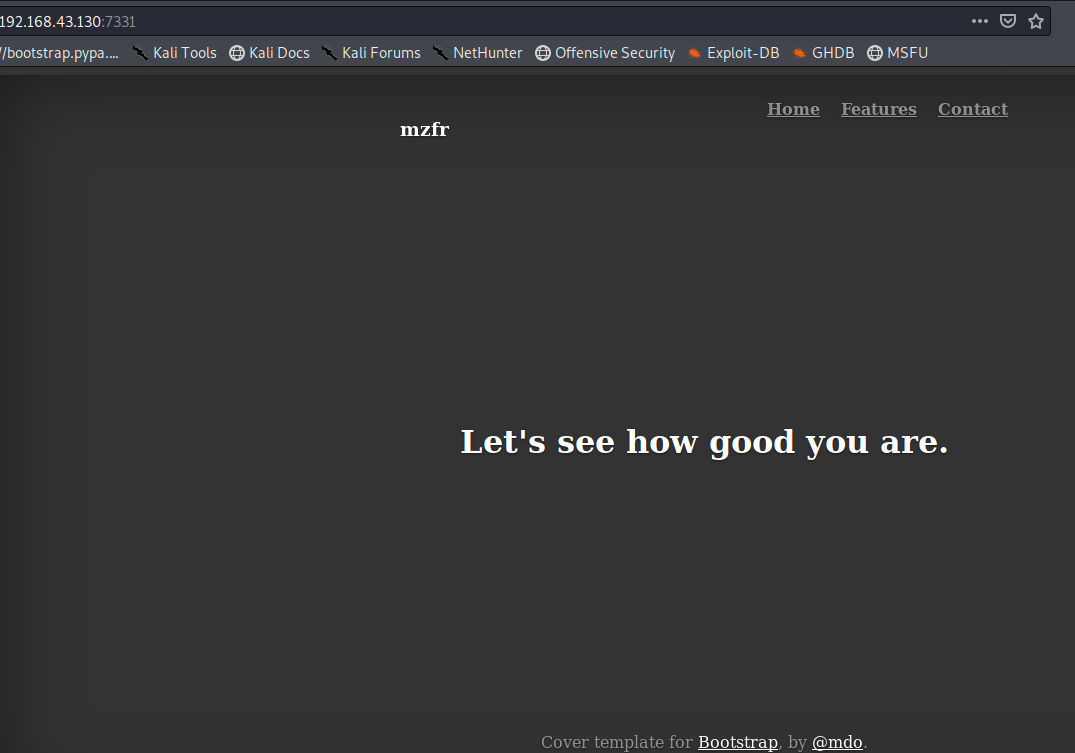 192.168.43.130:7331
//bootstrap.pypa.... Kali Tools Kali Docs Kali Forums NetHunter Offensive Security Exploit-DB GHDB MSFU
Home Features Contact
mzfr
Let's see how good you are.
Cover template for Bootstrap, by @mdo.